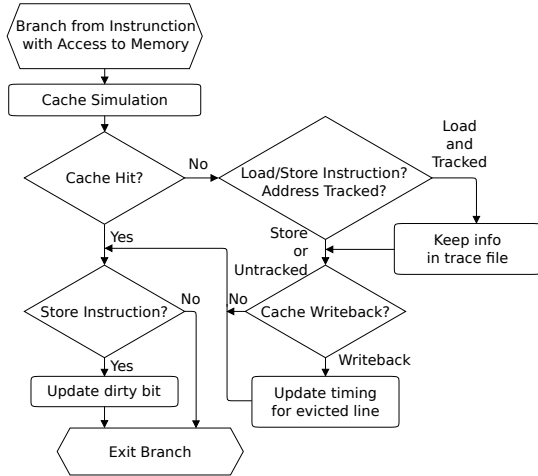 Branch from Instrunction
with Access to Memory
Cache Simulation
Cache Hit?
No
Load/Store Instruction?
Address Tracked?
Load
and
Tracked
Yes
Store
or
Untracked
Keep info
in trace file
Store Instruction?
No
No
Cache Writeback?
Yes
Writeback
Update dirty bit
Update timing
for evicted line
Exit Branch